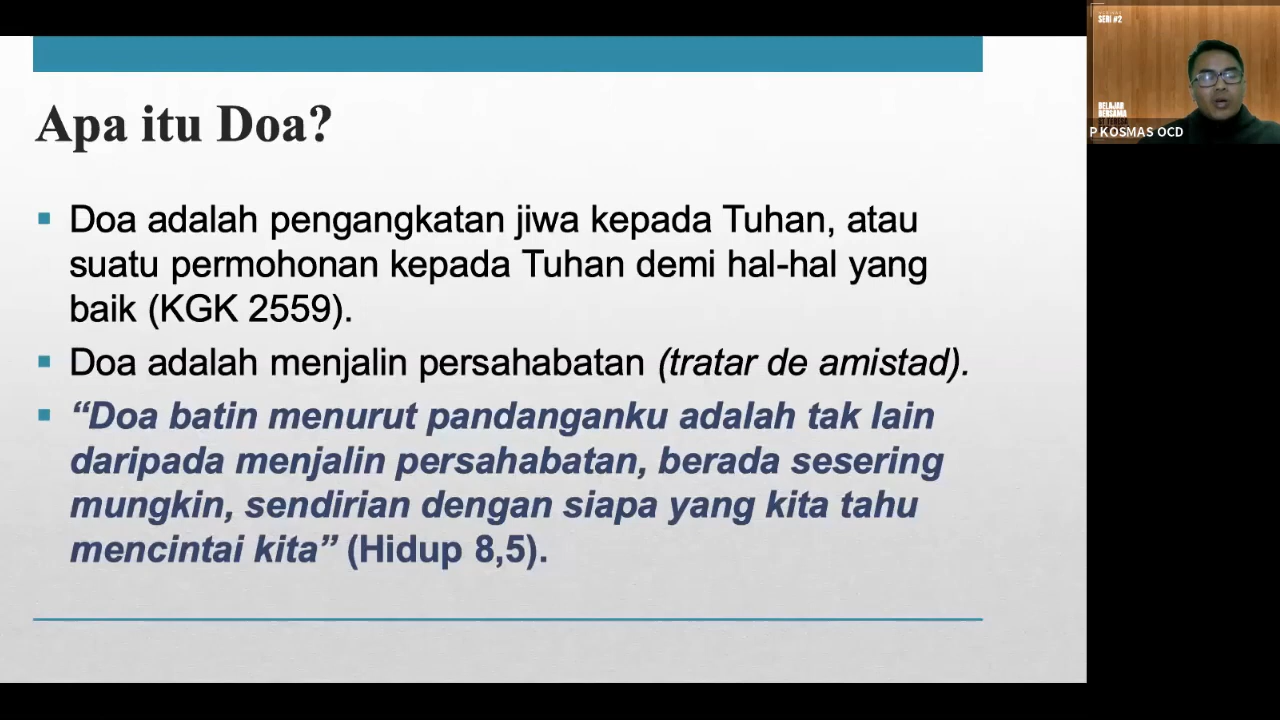 Apa itu Doa?
Doa adalah pengangkatan jiwa kepada Tuhan, atau
suatu permohonan kepada Tuhan demi hal-hal yang
baik (KGK 2559).
Doa adalah menjalin persahabatan (tratar de amistad).
“Doa batin menurut pandanganku adalah tak lain
daripada menjalin persahabatan, berada sesering
mungkin, sendirian dengan siapa yang kita tahu
mencintai kita” (Hidup 8,5).
SERI #2
BELAJAR
BERSAMA
ST TERESA
P KOSMAS OCD